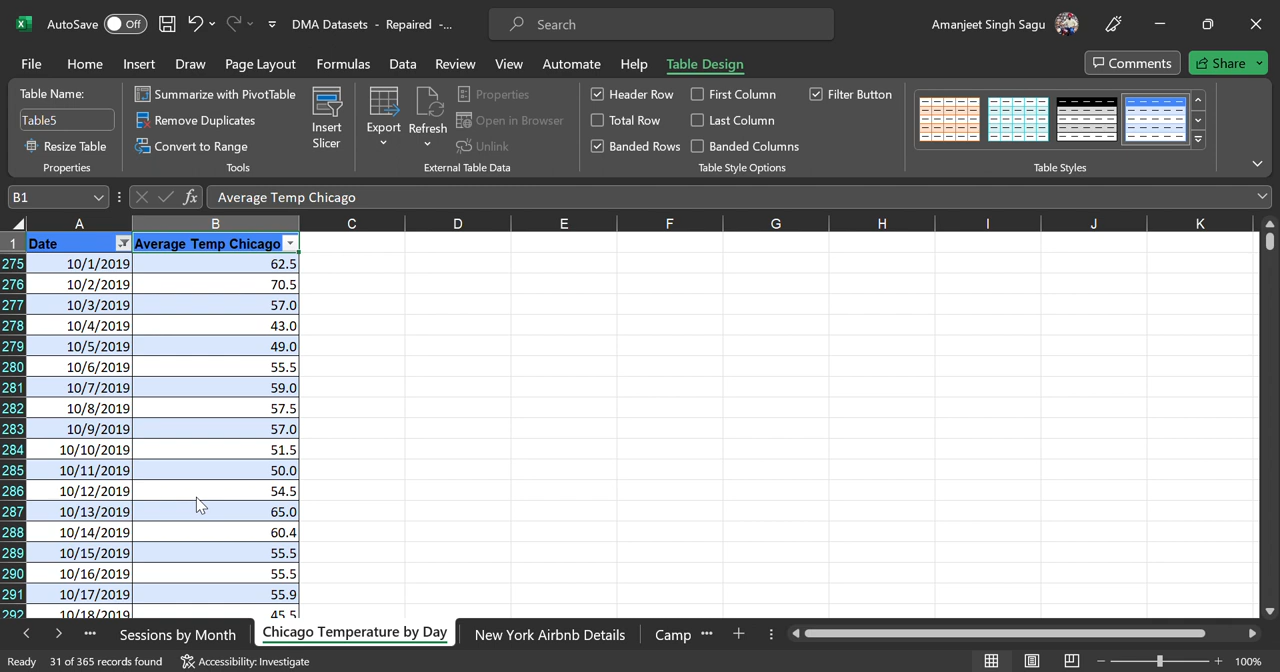 AutoSave Off DMA Datasets - Repaired -... Search Amanjeet Singh Sagu
File Home Insert Draw Page Layout Formulas Data Review View Automate Help Table Design Comments Share
Table Name:
Table5
Resize Table
Properties
Summarize with PivotTable
Remove Duplicates
Convert to Range
Insert
Slicer
Tools
Export
Refresh
Properties
Open in Browser
Unlink
External Table Data
Header Row First Column Filter Button
Total Row Last Column
Banded Rows Banded Columns
Table Style Options
Table Styles
B1 fx Average Temp Chicago
A B C D E F G H I J K
1 Date Average Temp Chicago
275 10/1/2019 62.5
276 10/2/2019 70.5
277 10/3/2019 57.0
278 10/4/2019 43.0
279 10/5/2019 49.0
280 10/6/2019 55.5
281 10/7/2019 59.0
282 10/8/2019 57.5
283 10/9/2019 57.0
284 10/10/2019 51.5
285 10/11/2019 50.0
286 10/12/2019 54.5
287 10/13/2019 65.0
288 10/14/2019 60.4
289 10/15/2019 55.5
290 10/16/2019 55.5
291 10/17/2019 55.9
292 10/18/2019 45.5
Sessions by Month Chicago Temperature by Day New York Airbnb Details Camp
Ready 31 of 365 records found Accessibility: Investigate 100%